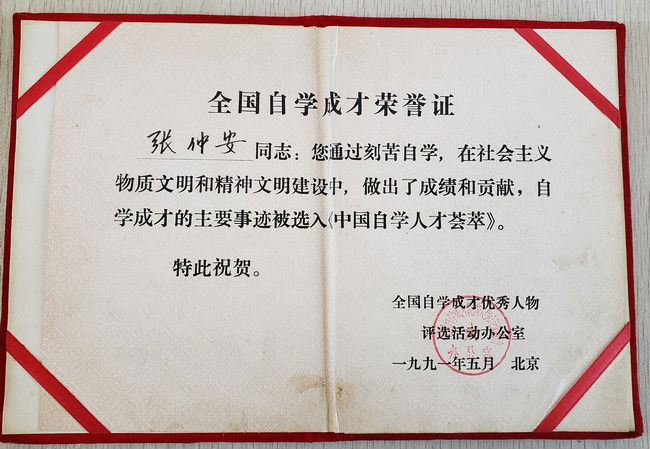 全国自学成才荣誉证
张仲安同志：您通过刻苦自学，在社会主义
物质文明和精神文明建设中，做出了成绩和贡献，自
学成才的主要事迹被选入《中国自学人才荟萃》。
特此祝贺。
全国自学成才优秀人物
评选活动办公室
一九九一年五月 北京